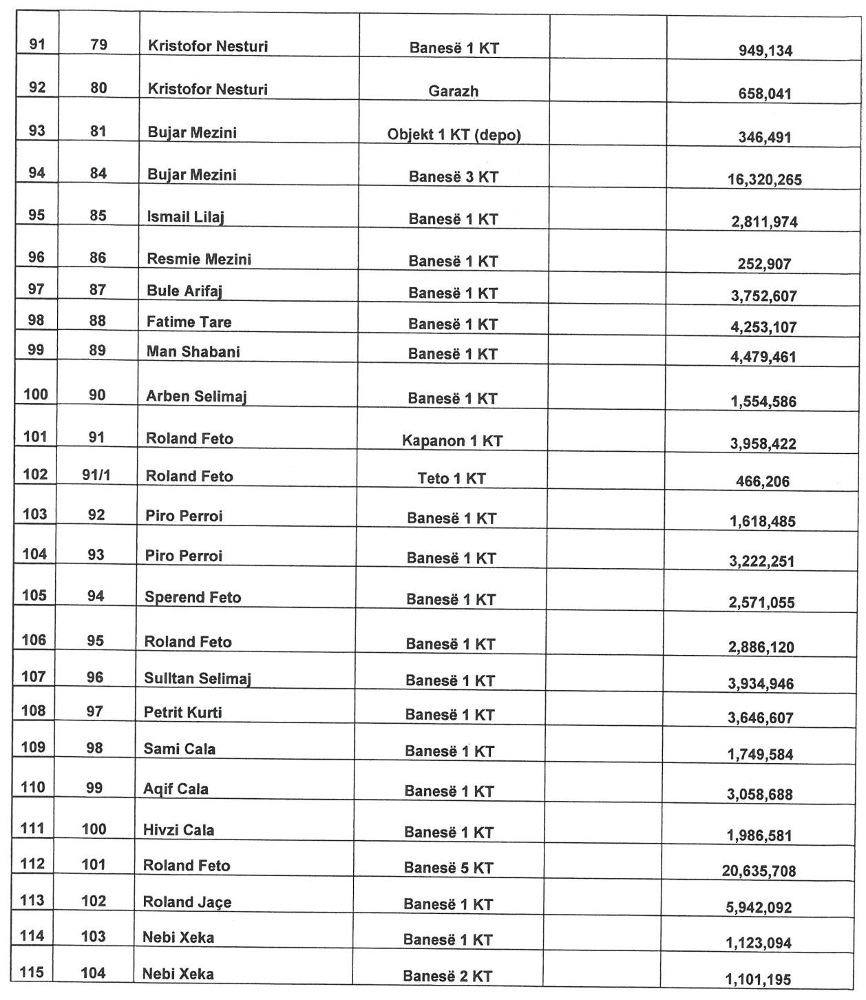 91 79 Kristofor Nesturi Banesë 1 KT 949,134
92 80 Kristofor Nesturi Garazh 658,041
93 81 Bujar Mezini Objekt 1 KT (depo) 346,491
94 84 Bujar Mezini Banesë 3 KT 16,320,265
95 85 Ismail Lilaj Banesë 1 KT 2,811,974
96 86 Resmie Mezini Banesë 1 KT 252,907
97 87 Bule Arifaj Banesë 1 KT 3,752,607
98 88 Fatime Tare Banesë 1 KT 4,253,107
99 89 Man Shabani Banesë 1 KT 4,479,461
100 90 Arben Selimaj Banesë 1 KT 1,554,586
101 91 Roland Feto Kapanon 1 KT 3,958,422
102 91/1 Roland Feto Teto 1 KT 466,206
103 92 Piro Perroi Banesë 1 KT 1,618,485
104 93 Piro Perroi Banesë 1 KT 3,222,251
105 94 Sperend Feto Banesë 1 KT 2,571,055
106 95 Roland Feto Banesë 1 KT 2,886,120
107 96 Sulltan Selimaj Banesë 1 KT 3,934,946
108 97 Petrit Kurti Banesë 1 KT 3,646,607
109 98 Sami Cala Banesë 1 KT 1,749,584
110 99 Aqif Cala Banesë 1 KT 3,058,688
111 100 Hivzi Cala Banesë 1 KT 1,986,581
112 101 Roland Feto Banesë 5 KT 20,635,708
113 102 Roland Jaçe Banesë 1 KT 5,942,092
114 103 Nebi Xeka Banesë 1 KT 1,123,094
115 104 Nebi Xeka Banesë 2 KT 1,101,195